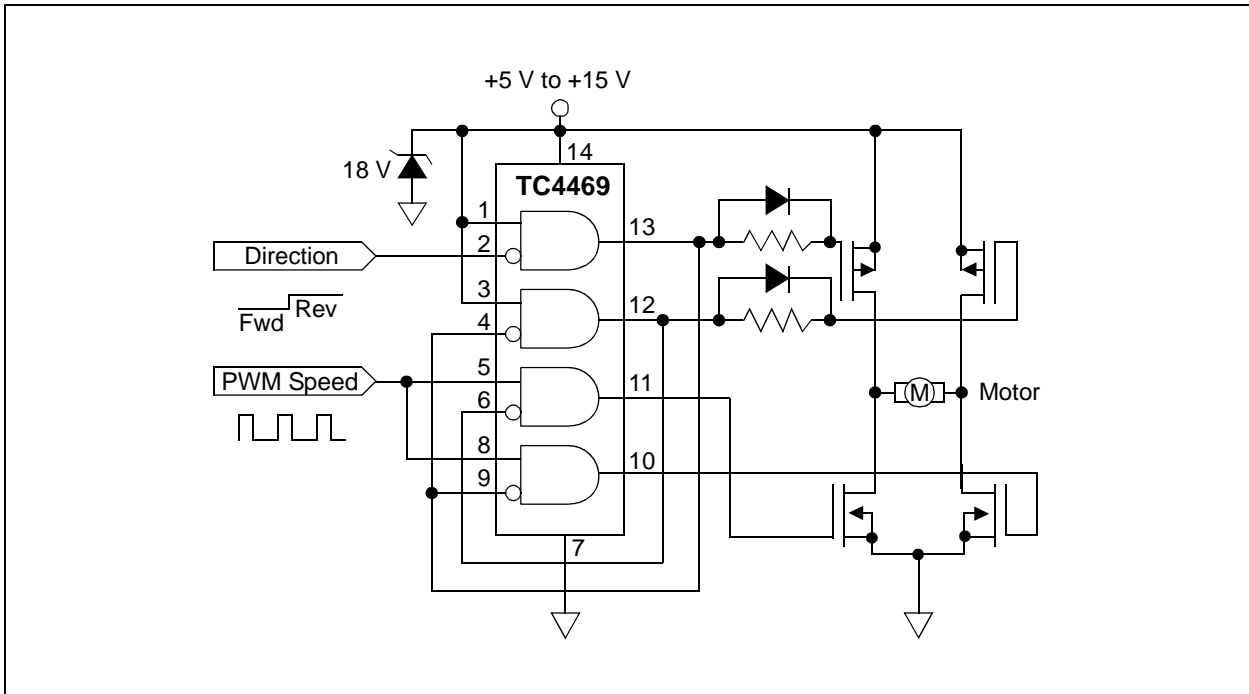 +5 V to +15 V
18 V
14
TC4469
1
13
Direction
2
Fwd
Rev
3
12
4
PWM Speed
5
11
6
M
Motor
8
10
9
7